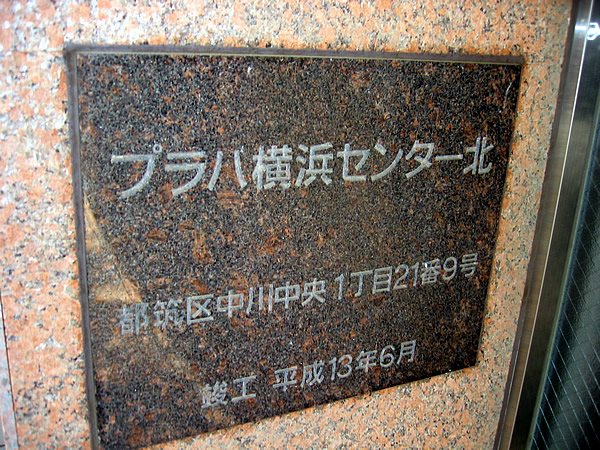 プラハ横浜センター北
都筑区中川中央 1丁目21番9号
竣工 平成13年6月